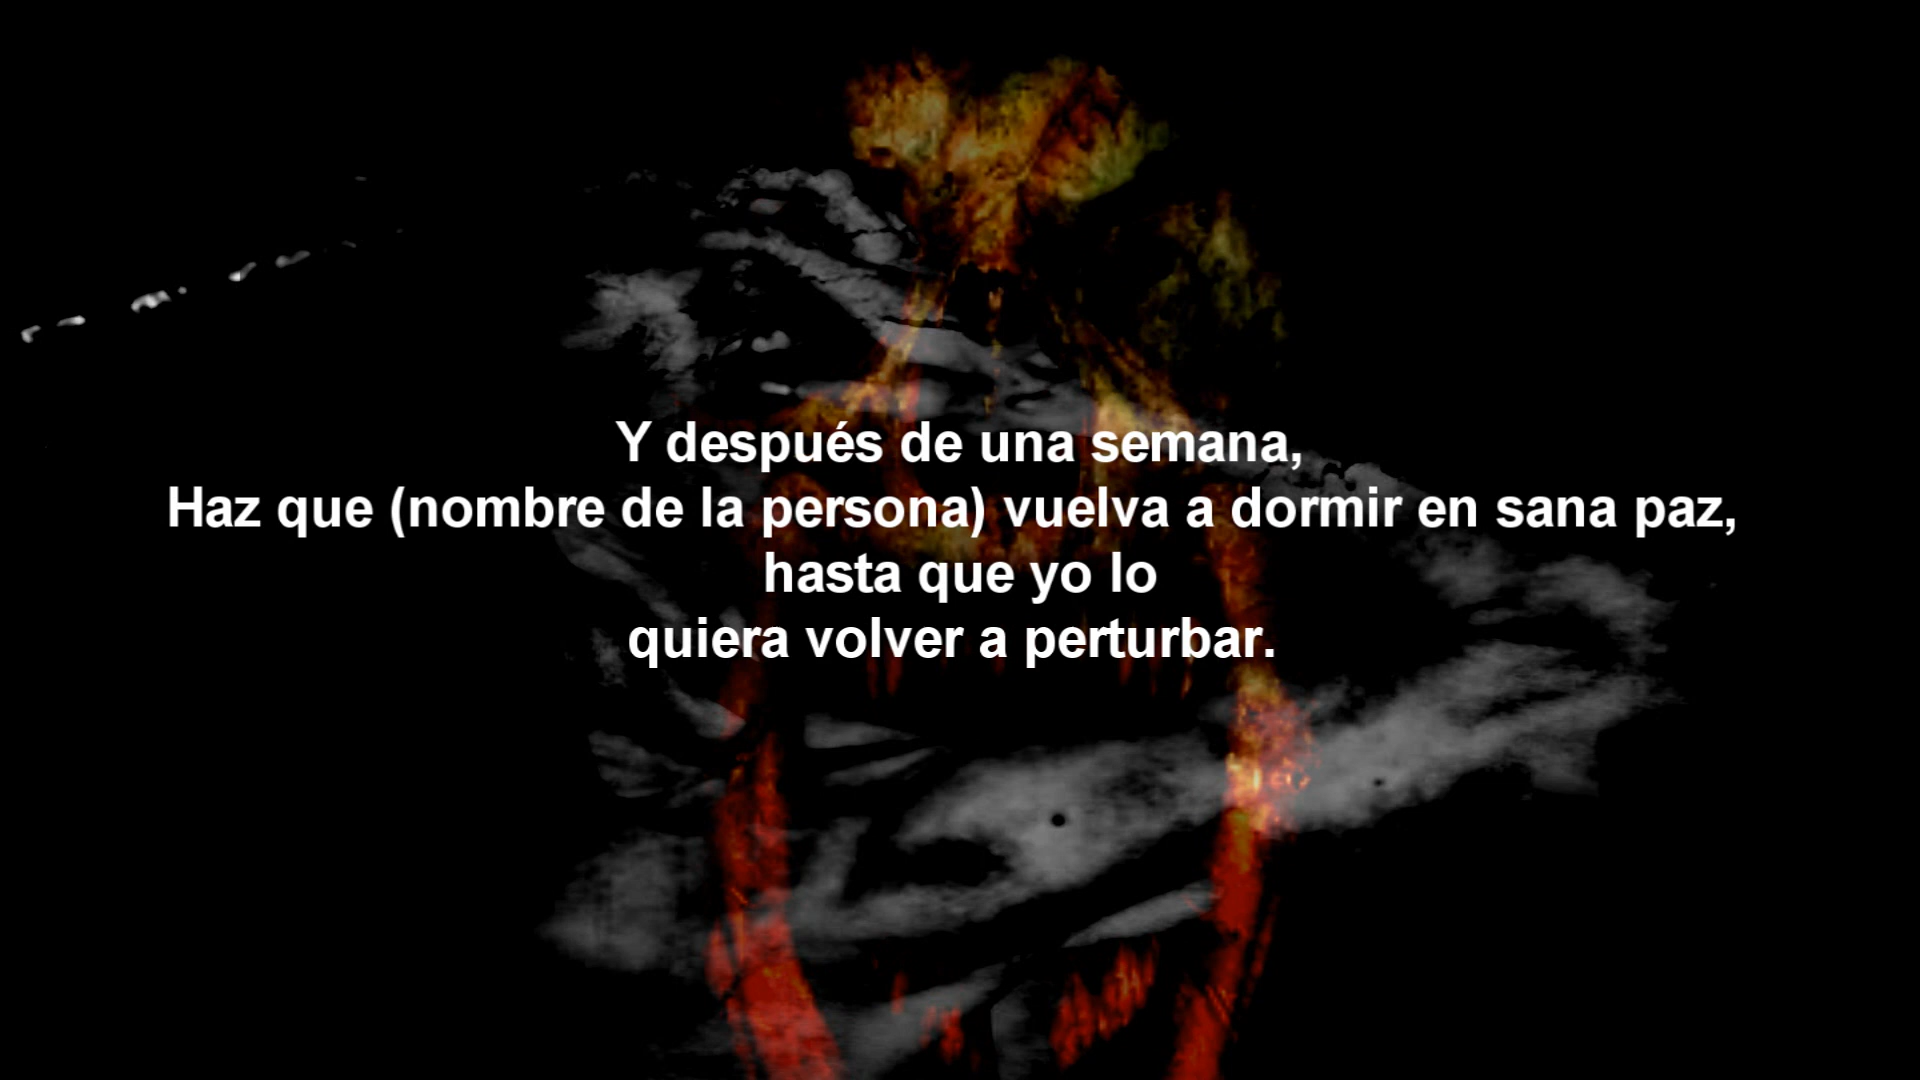 Y después de una semana,
Haz que (nombre de la persona) vuelva a dormir en sana paz,
hasta que yo lo
quiera volver a perturbar.